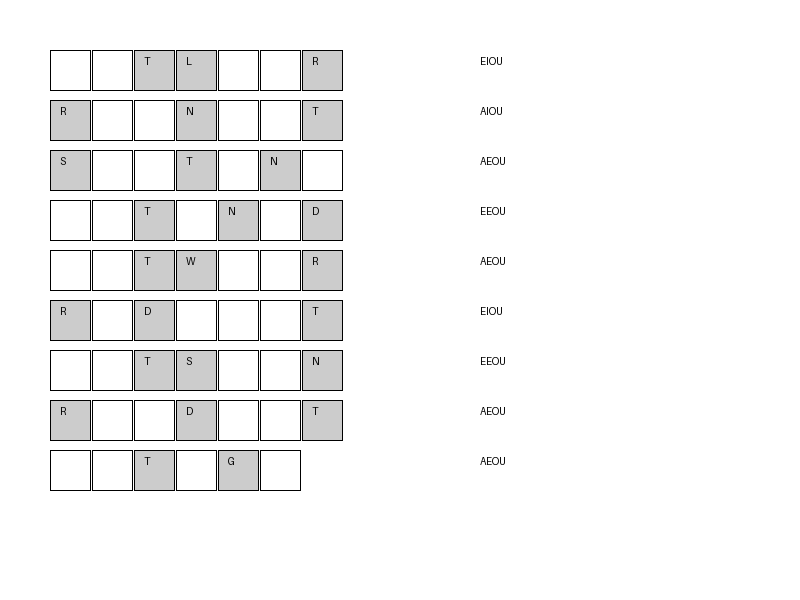 T L R EIOU
R N T AIOU
S T N AEOU
T N D EEOU
T W R AEOU
R D T EIOU
T S N EEOU
R D T AEOU
T G AEOU